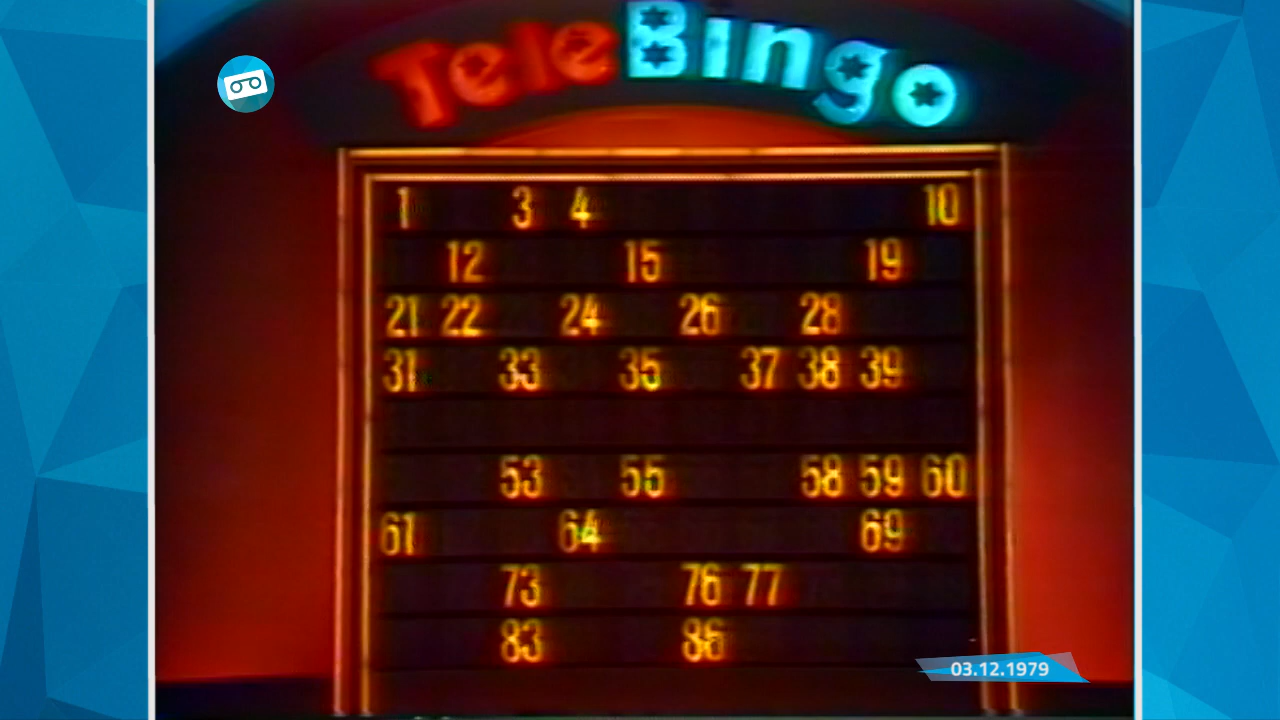 TeleBingo
1 3 4 10
12 15 19
21 22 24 26 28
31 33 35 37 38 39
53 55 58 59 60
61 64 69
73 76 77
83 86
03.12.1979